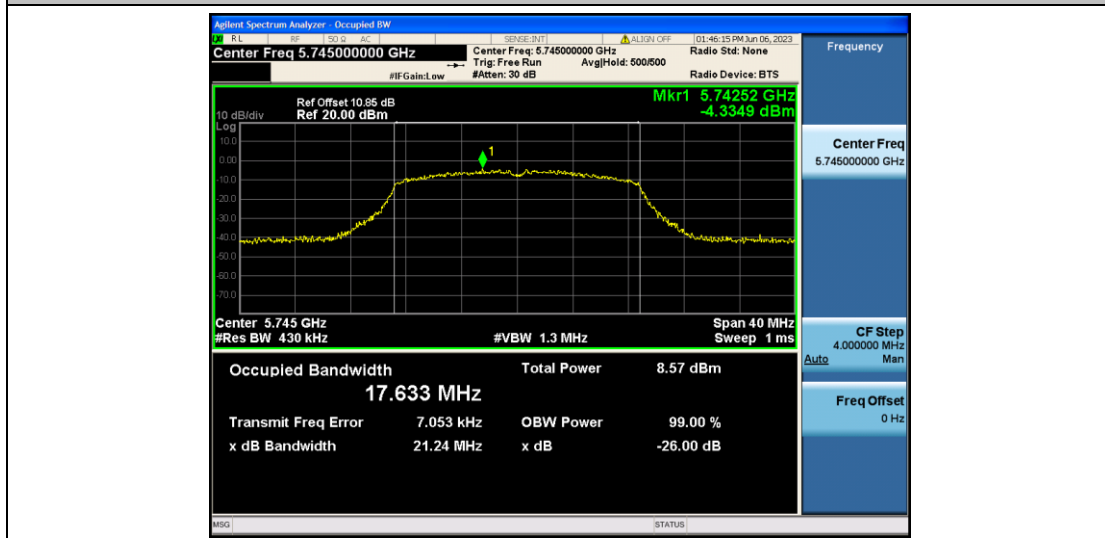 Agilent Spectrum Analyzer - Occupied BW
RL RF 50 Ω AC SENSE:INT ALIGN OFF 01:46:15 PM Jun 06, 2023
Center Freq 5.745000000 GHz
Center Freq: 5.745000000 GHz Radio Std: None
Trig: Free Run Avg|Hold: 500/500
#IFGain:Low #Atten: 30 dB Radio Device: BTS
Frequency
Ref Offset 10.85 dB Mkr1 5.74252 GHz
10 dB/div Ref 20.00 dBm -4.3349 dBm
Log
10.0
0.00
-10.0
-20.0
-30.0
-40.0
-50.0
-60.0
-70.0
1
Center 5.745 GHz Span 40 MHz
#Res BW 430 kHz #VBW 1.3 MHz Sweep 1 ms
Center Freq
5.745000000 GHz
CF Step
4.000000 MHz
Auto Man
Freq Offset
0 Hz
Occupied Bandwidth Total Power 8.57 dBm
17.633 MHz
Transmit Freq Error 7.053 kHz OBW Power 99.00 %
x dB Bandwidth 21.24 MHz x dB -26.00 dB
MSG STATUS